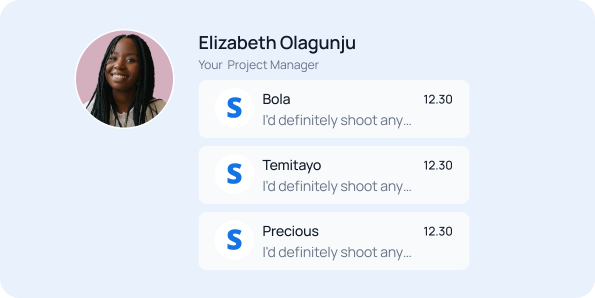 Elizabeth Olagunju
Your Project Manager
S
Bola 12.30
I'd definitely shoot any...
S
Temitayo 12.30
I'd definitely shoot any...
S
Precious 12.30
I'd definitely shoot any...